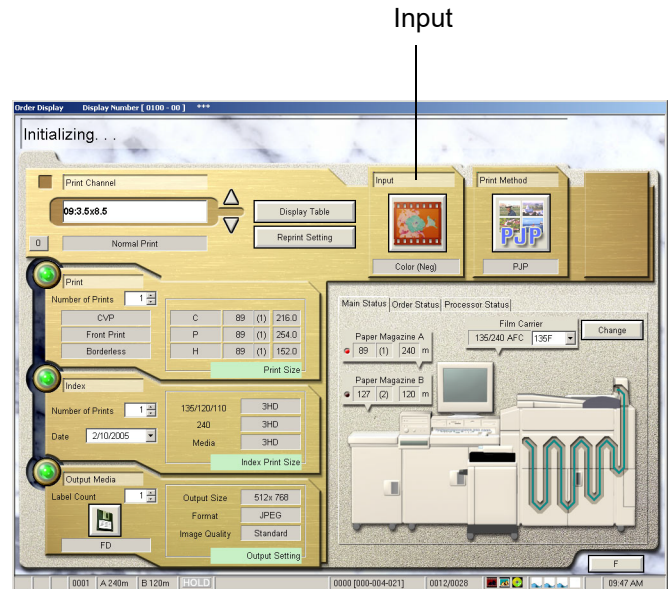 Input
Order Display Display Number [ 0100 - 00 ] ***
Initializing. . .
Print Channel
09:3.5x8.5
0 Normal Print
Display Table
Reprint Setting
Input
Color (Neg)
Print Method
PJP
PJP
Print
Number of Prints 1
CVP
Front Print
Borderless
C 89 (1) 216.0
P 89 (1) 254.0
H 89 (1) 152.0
Print Size
Index
Number of Prints 1
Date 2/10/2005
135/120/110 3HD
240 3HD
Media 3HD
Index Print Size
Output Media
Label Count 1
FD
Output Size 512x 768
Format JPEG
Image Quality Standard
Output Setting
Main Status Order Status Processor Status
Paper Magazine A
89 (1) 240 m
Paper Magazine B
127 (2) 120 m
Film Carrier
135/240 AFC 135F
Change
F
0001 A 240m B 120m HOLD 0000 [000-004-021] 0012/0028 09:47 AM